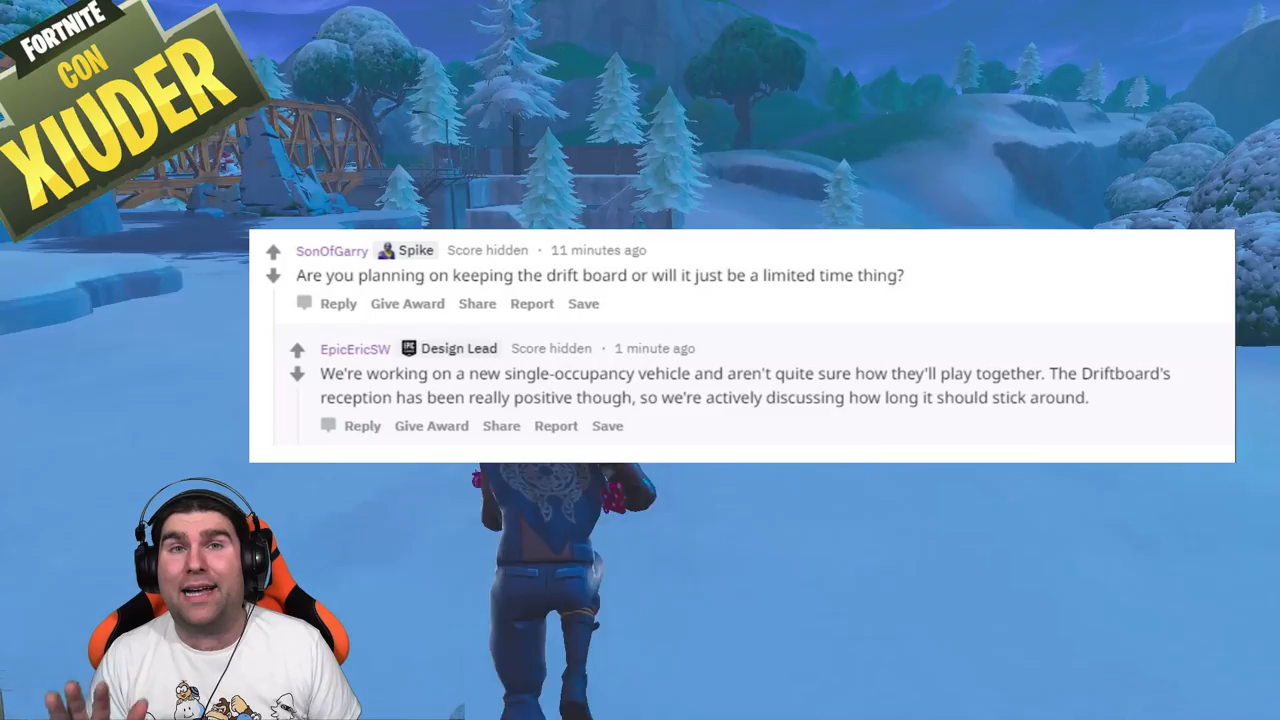 FORTNITE
CON
XIUDER
SonOfGarry Spike Score hidden · 11 minutes ago
Are you planning on keeping the drift board or will it just be a limited time thing?
Reply Give Award Share Report Save
EpicEricSW EPIC Design Lead Score hidden · 1 minute ago
We're working on a new single-occupancy vehicle and aren't quite sure how they'll play together. The Driftboard's
reception has been really positive though, so we're actively discussing how long it should stick around.
Reply Give Award Share Report Save